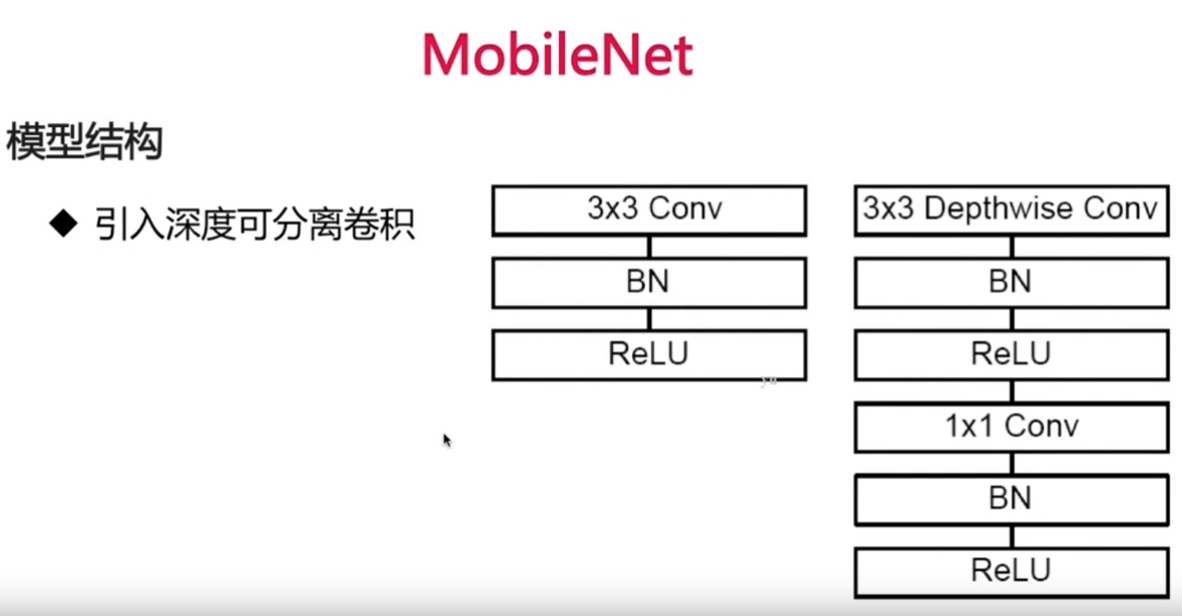 MobileNet
模型结构
◆ 引入深度可分离卷积
3x3 Conv
BN
ReLU
3x3 Depthwise Conv
BN
ReLU
1x1 Conv
BN
ReLU